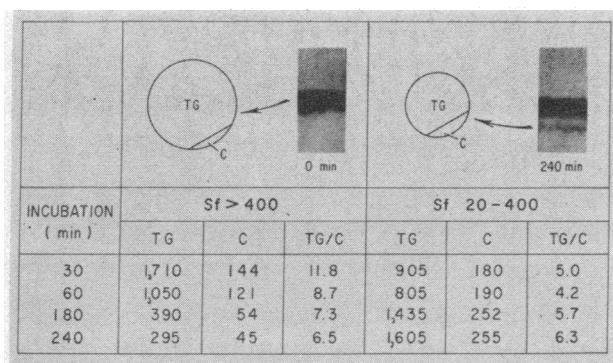 TG
C
0 min
TG
C
240 min
INCUBATION
( min )
Sf > 400
Sf 20-400
TG C TG/C TG C TG/C
30 1,710 144 11.8 905 180 5.0
60 1,050 121 8.7 805 190 4.2
180 390 54 7.3 1,435 252 5.7
240 295 45 6.5 1,605 255 6.3